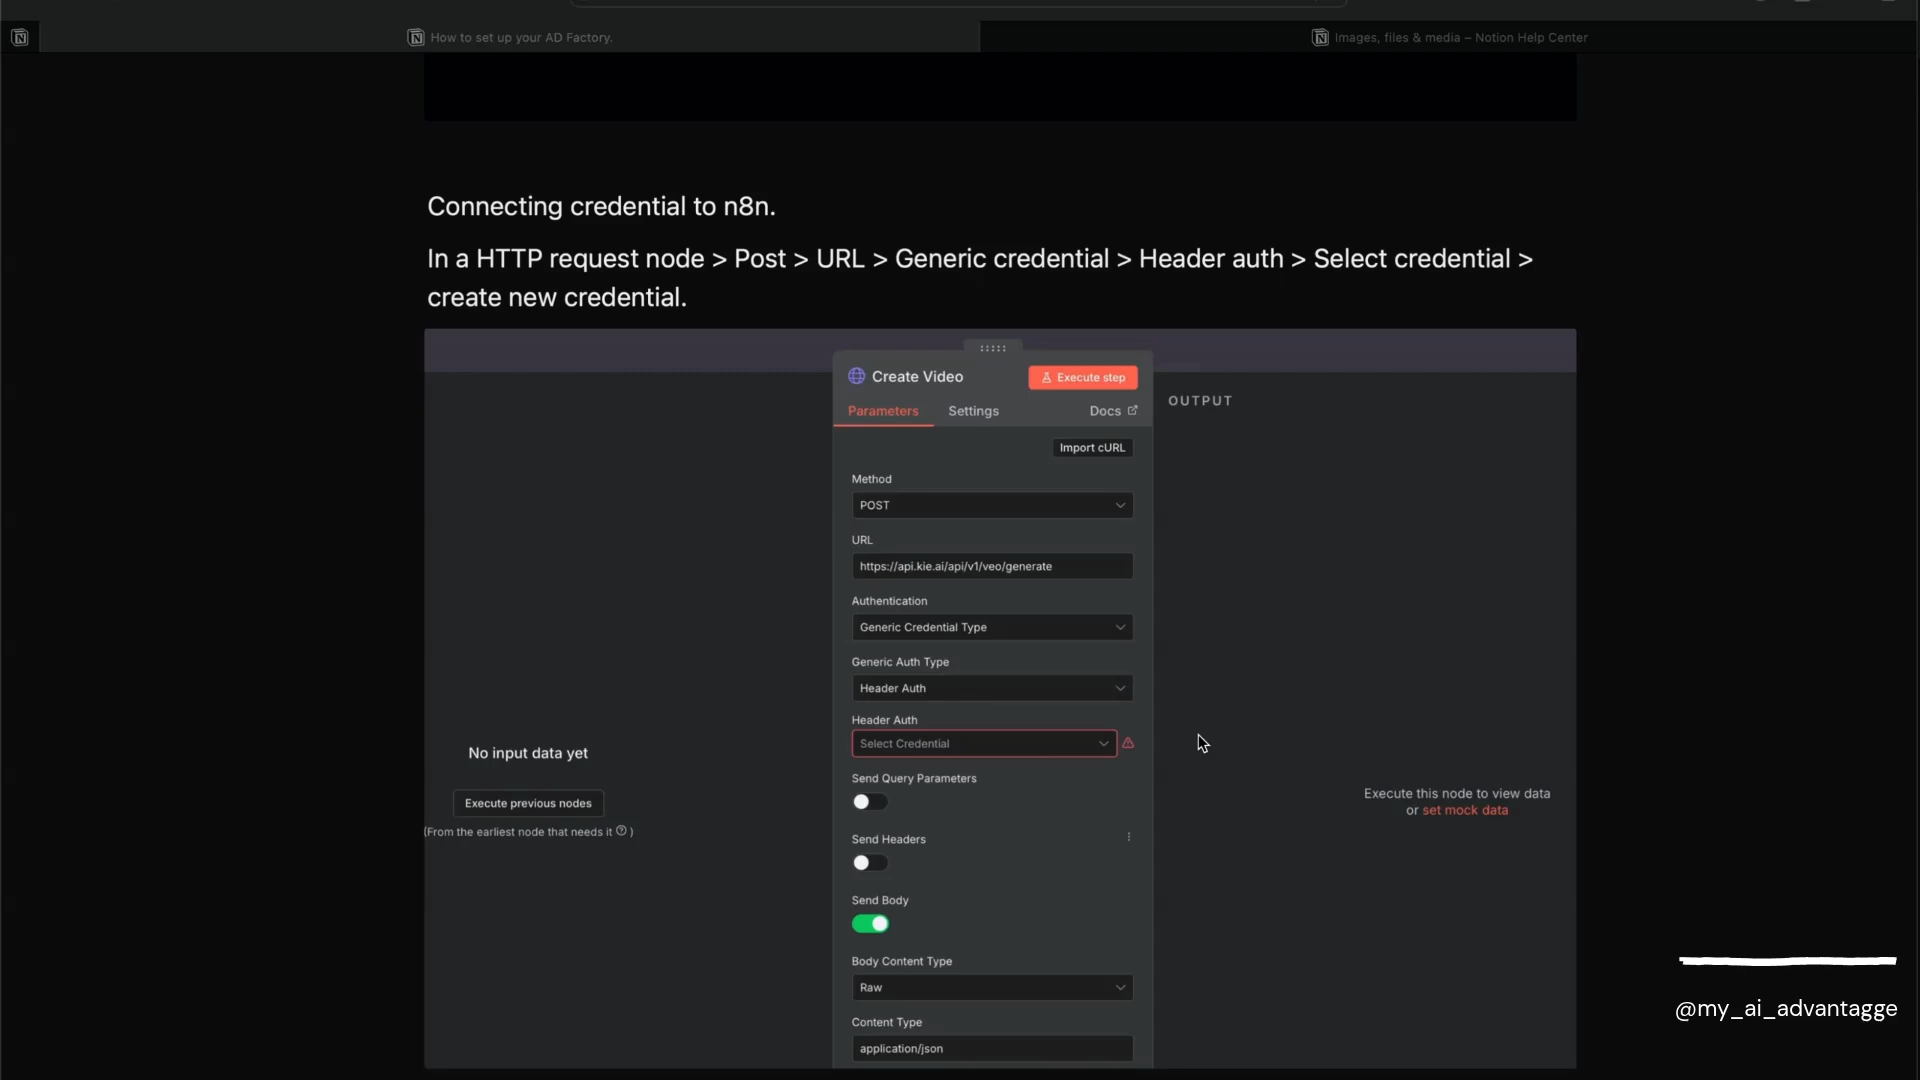 How to set up your AD Factory.
Images, files & media – Notion Help Center
Connecting credential to n8n.
In a HTTP request node > Post > URL > Generic credential > Header auth > Select credential >
create new credential.
Create Video
Execute step
Parameters
Settings
Docs
OUTPUT
Import cURL
Method
POST
URL
https://api.kie.ai/api/v1/veo/generate
Authentication
Generic Credential Type
Generic Auth Type
Header Auth
Header Auth
Select Credential
No input data yet
Execute previous nodes
(From the earliest node that needs it ? )
Send Query Parameters
Execute this node to view data
or set mock data
Send Headers
Send Body
Body Content Type
Raw
Content Type
application/json
@my_ai_advantagge